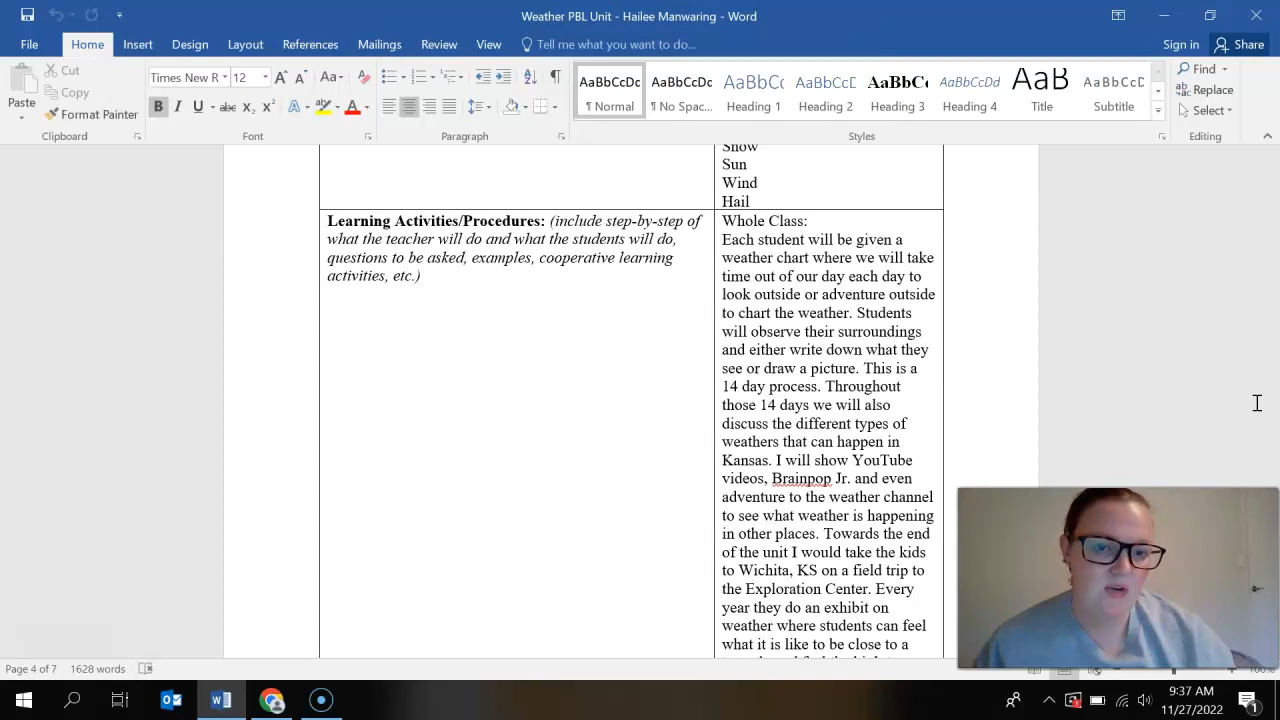 Weather PBL Unit - Hailee Manwaring - Word
File Home Insert Design Layout References Mailings Review View Tell me what you want to do... Sign in Share
Paste
Cut
Copy
Format Painter
Times New R 12
AaBbCcDc AaBbCcDc AaBbCc AaBbCcD AaBbC AaBbCcDd AaB AaBbCcD
¶ Normal ¶ No Spac... Heading 1 Heading 2 Heading 3 Heading 4 Title Subtitle
Find
Replace
Select
Clipboard Font Paragraph Styles Editing
Snow
Sun
Wind
Hail
Learning Activities/Procedures: (include step-by-step of
what the teacher will do and what the students will do,
questions to be asked, examples, cooperative learning
activities, etc.)
Whole Class:
Each student will be given a
weather chart where we will take
time out of our day each day to
look outside or adventure outside
to chart the weather. Students
will observe their surroundings
and either write down what they
see or draw a picture. This is a
14 day process. Throughout
those 14 days we will also
discuss the different types of
weathers that can happen in
Kansas. I will show YouTube
videos, Brainpop Jr. and even
adventure to the weather channel
to see what weather is happening
in other places. Towards the end
of the unit I would take the kids
to Wichita, KS on a field trip to
the Exploration Center. Every
year they do an exhibit on
weather where students can feel
what it is like to be close to a
Page 4 of 7 1628 words 100%
9:37 AM
11/27/2022